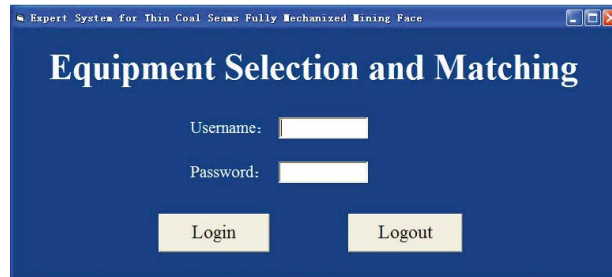 Expert System for Thin Coal Seams Fully Mechanized Mining Face
Equipment Selection and Matching
Username:
Password:
Login Logout